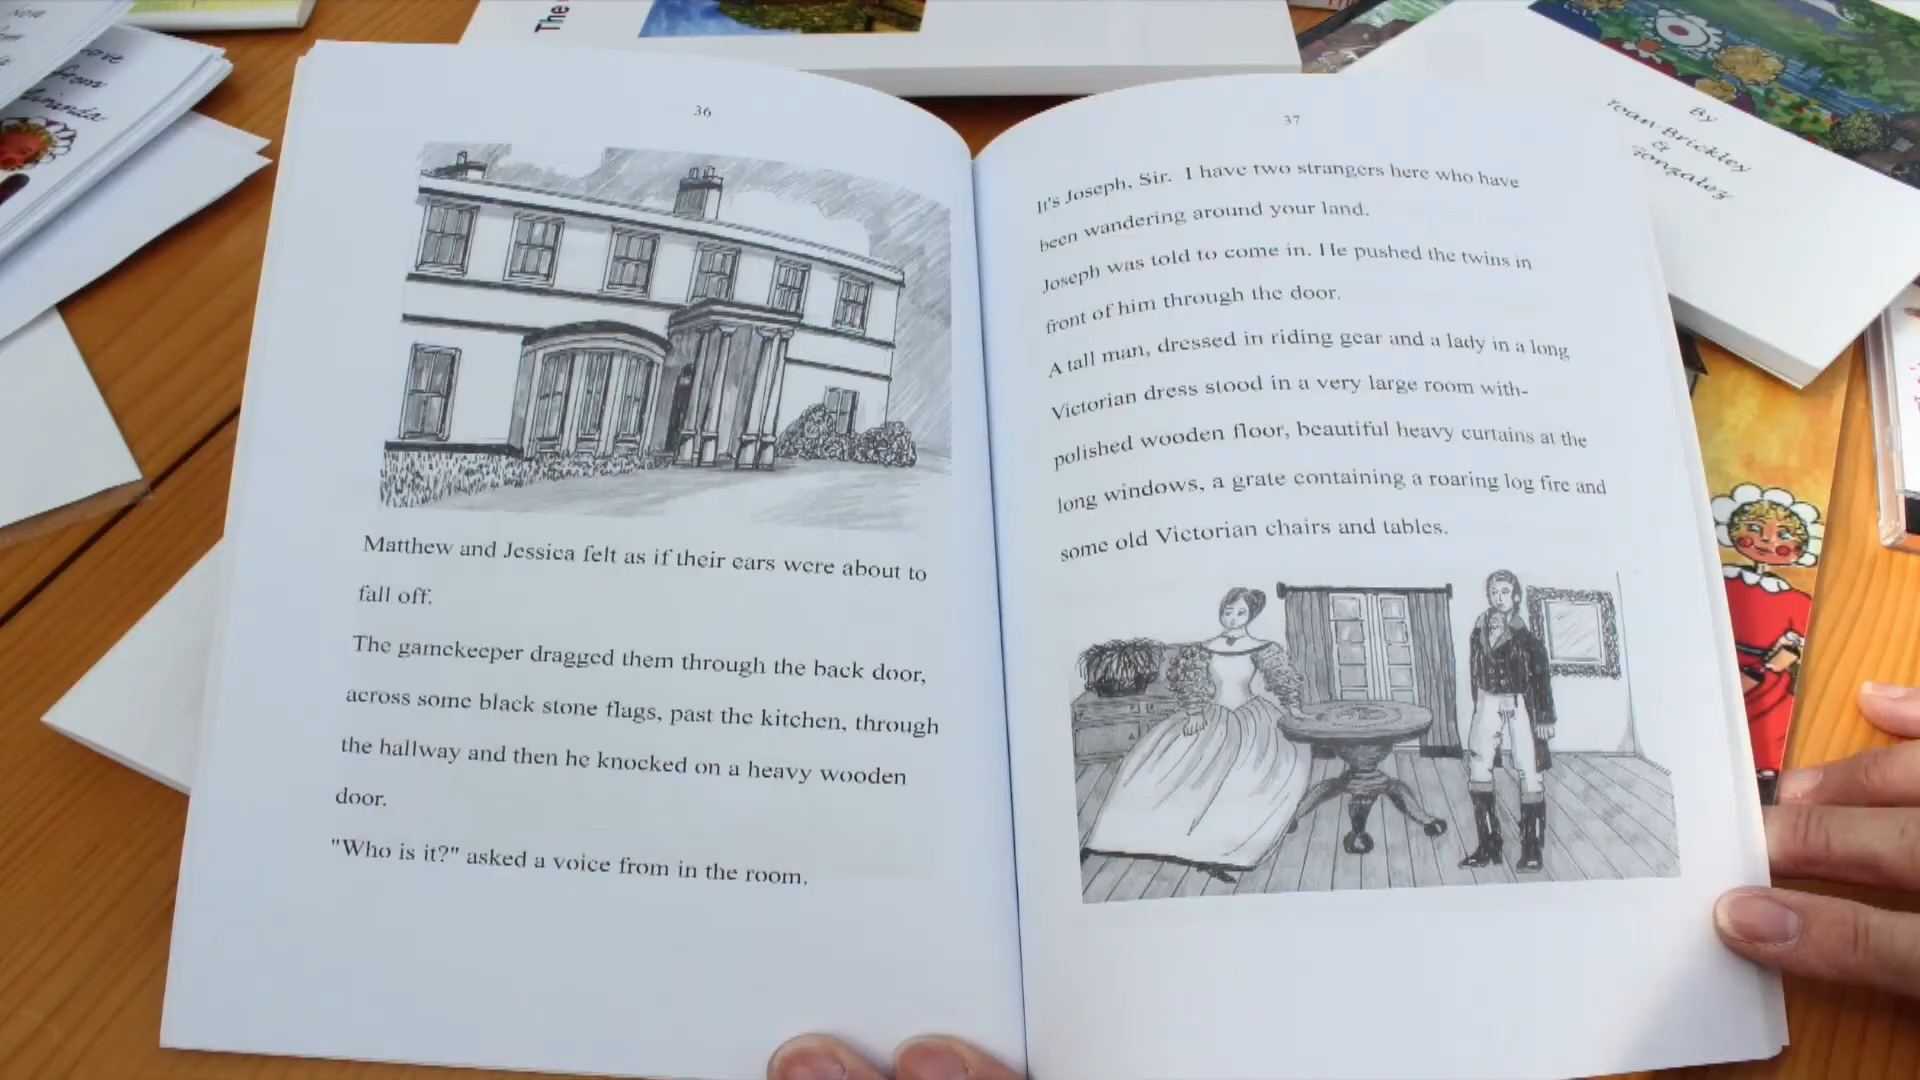 36
Matthew and Jessica felt as if their ears were about to
fall off.
The gamekeeper dragged them through the back door,
across some black stone flags, past the kitchen, through
the hallway and then he knocked on a heavy wooden
door.
"Who is it?" asked a voice from in the room.
37
It's Joseph, Sir. I have two strangers here who have
been wandering around your land.
Joseph was told to come in. He pushed the twins in
front of him through the door.
A tall man, dressed in riding gear and a lady in a long
Victorian dress stood in a very large room with-
polished wooden floor, beautiful heavy curtains at the
long windows, a grate containing a roaring log fire and
some old Victorian chairs and tables.
The
By
Brickley
&
from